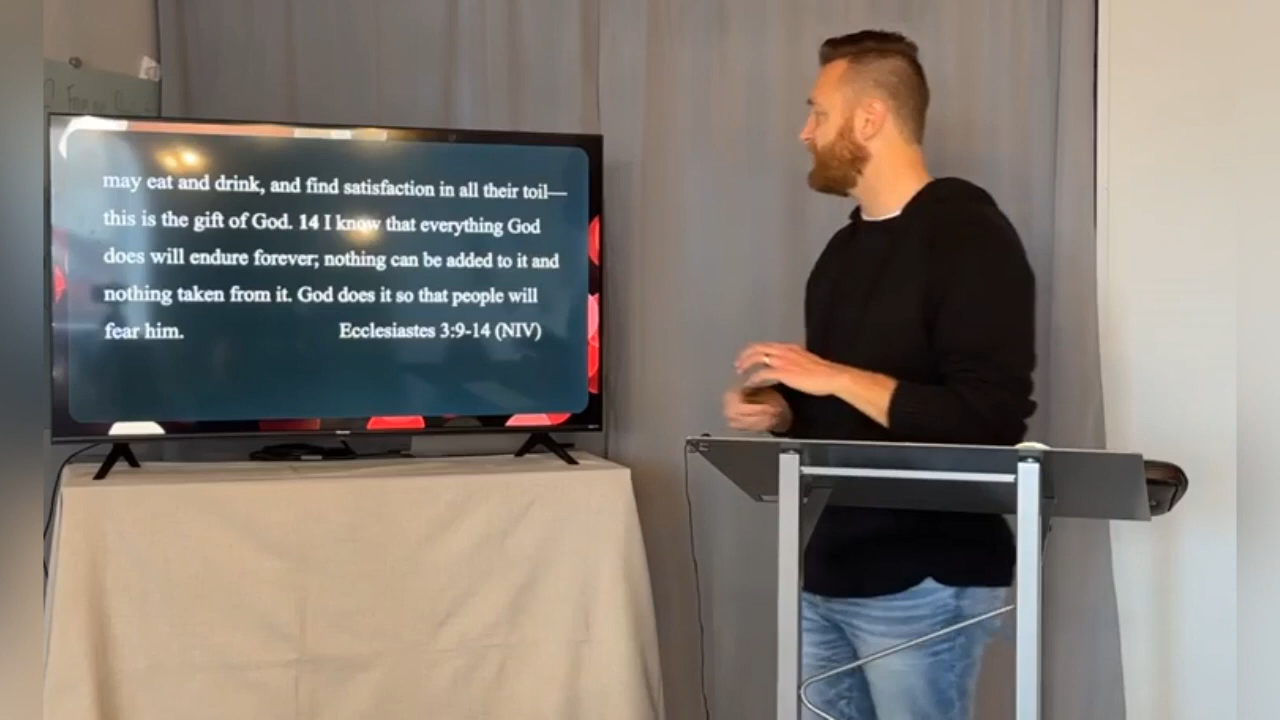 may eat and drink, and find satisfaction in all their toil—
this is the gift of God. 14 I know that everything God
does will endure forever; nothing can be added to it and
nothing taken from it. God does it so that people will
fear him. Ecclesiastes 3:9-14 (NIV)